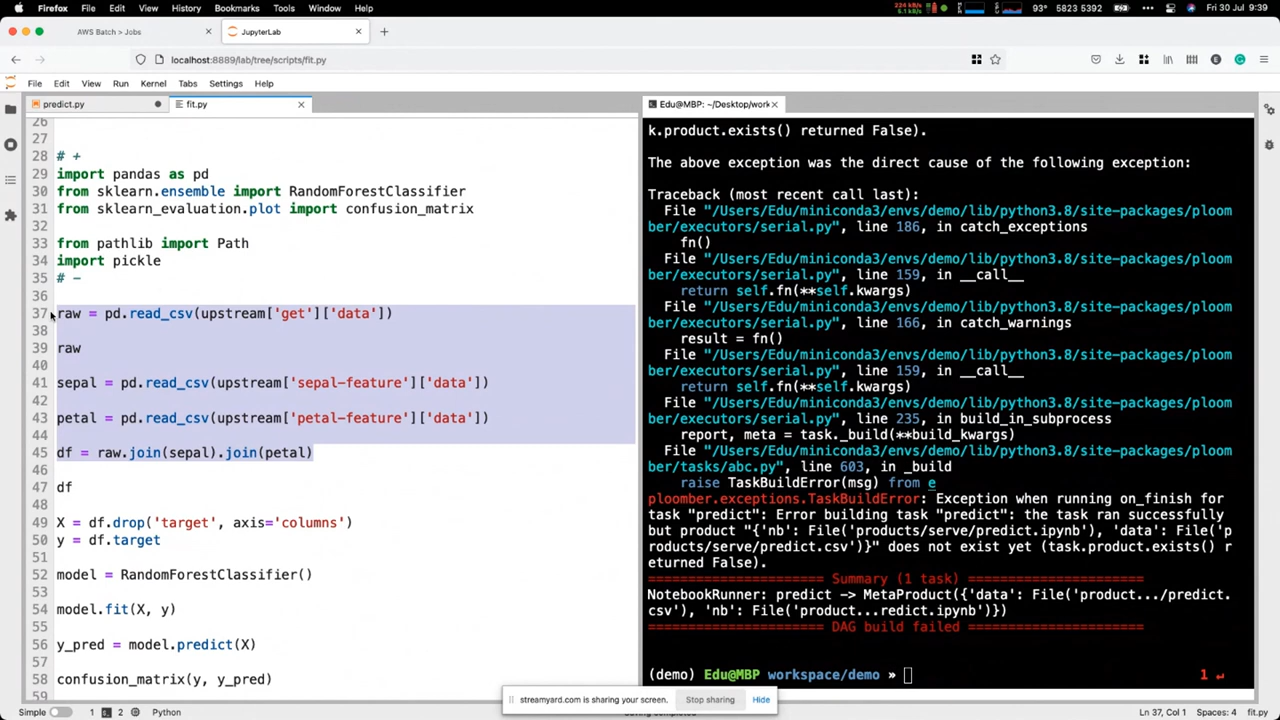 Firefox File Edit View History Bookmarks Tools Window Help 224 kB/s 5.1 kB/s 93° 5823 5392 Fri 30 Jul 9:39
AWS Batch > Jobs × JupyterLab × +
localhost:8889/lab/tree/scripts/fit.py
File Edit View Run Kernel Tabs Settings Help
predict.py fit.py ×
26
27
28 # +
29 import pandas as pd
30 from sklearn.ensemble import RandomForestClassifier
31 from sklearn_evaluation.plot import confusion_matrix
32
33 from pathlib import Path
34 import pickle
35 # -
36
37 raw = pd.read_csv(upstream['get']['data'])
38
39 raw
40
41 sepal = pd.read_csv(upstream['sepal-feature']['data'])
42
43 petal = pd.read_csv(upstream['petal-feature']['data'])
44
45 df = raw.join(sepal).join(petal)
46
47 df
48
49 X = df.drop('target', axis='columns')
50 y = df.target
51
52 model = RandomForestClassifier()
53
54 model.fit(X, y)
55
56 y_pred = model.predict(X)
57
58 confusion_matrix(y, y_pred)
59
Edu@MBP: ~/Desktop/work ×
k.product.exists() returned False).
The above exception was the direct cause of the following exception:
Traceback (most recent call last):
File "/Users/Edu/miniconda3/envs/demo/lib/python3.8/site-packages/ploom
ber/executors/serial.py", line 186, in catch_exceptions
fn()
File "/Users/Edu/miniconda3/envs/demo/lib/python3.8/site-packages/ploom
ber/executors/serial.py", line 159, in __call__
return self.fn(**self.kwargs)
File "/Users/Edu/miniconda3/envs/demo/lib/python3.8/site-packages/ploom
ber/executors/serial.py", line 166, in catch_warnings
result = fn()
File "/Users/Edu/miniconda3/envs/demo/lib/python3.8/site-packages/ploom
ber/executors/serial.py", line 159, in __call__
return self.fn(**self.kwargs)
File "/Users/Edu/miniconda3/envs/demo/lib/python3.8/site-packages/ploom
ber/executors/serial.py", line 235, in build_in_subprocess
report, meta = task._build(**build_kwargs)
File "/Users/Edu/miniconda3/envs/demo/lib/python3.8/site-packages/ploom
ber/tasks/abc.py", line 603, in _build
raise TaskBuildError(msg) from e
ploomber.exceptions.TaskBuildError: Exception when running on_finish for
task "predict": Error building task "predict": the task ran successfully
but product "{'nb': File('products/serve/predict.ipynb'), 'data': File('p
roducts/serve/predict.csv')}" does not exist yet (task.product.exists() r
eturned False).
====================== Summary (1 task) ======================
NotebookRunner: predict -> MetaProduct({'data': File('product.../predict.
csv'), 'nb': File('product...redict.ipynb')})
====================== DAG build failed ======================
(demo) Edu@MBP workspace/demo » 1 ↵
streamyard.com is sharing your screen. Stop sharing Hide
Simple 1 2 Python Saving completed Ln 37, Col 1 Spaces: 4 fit.py